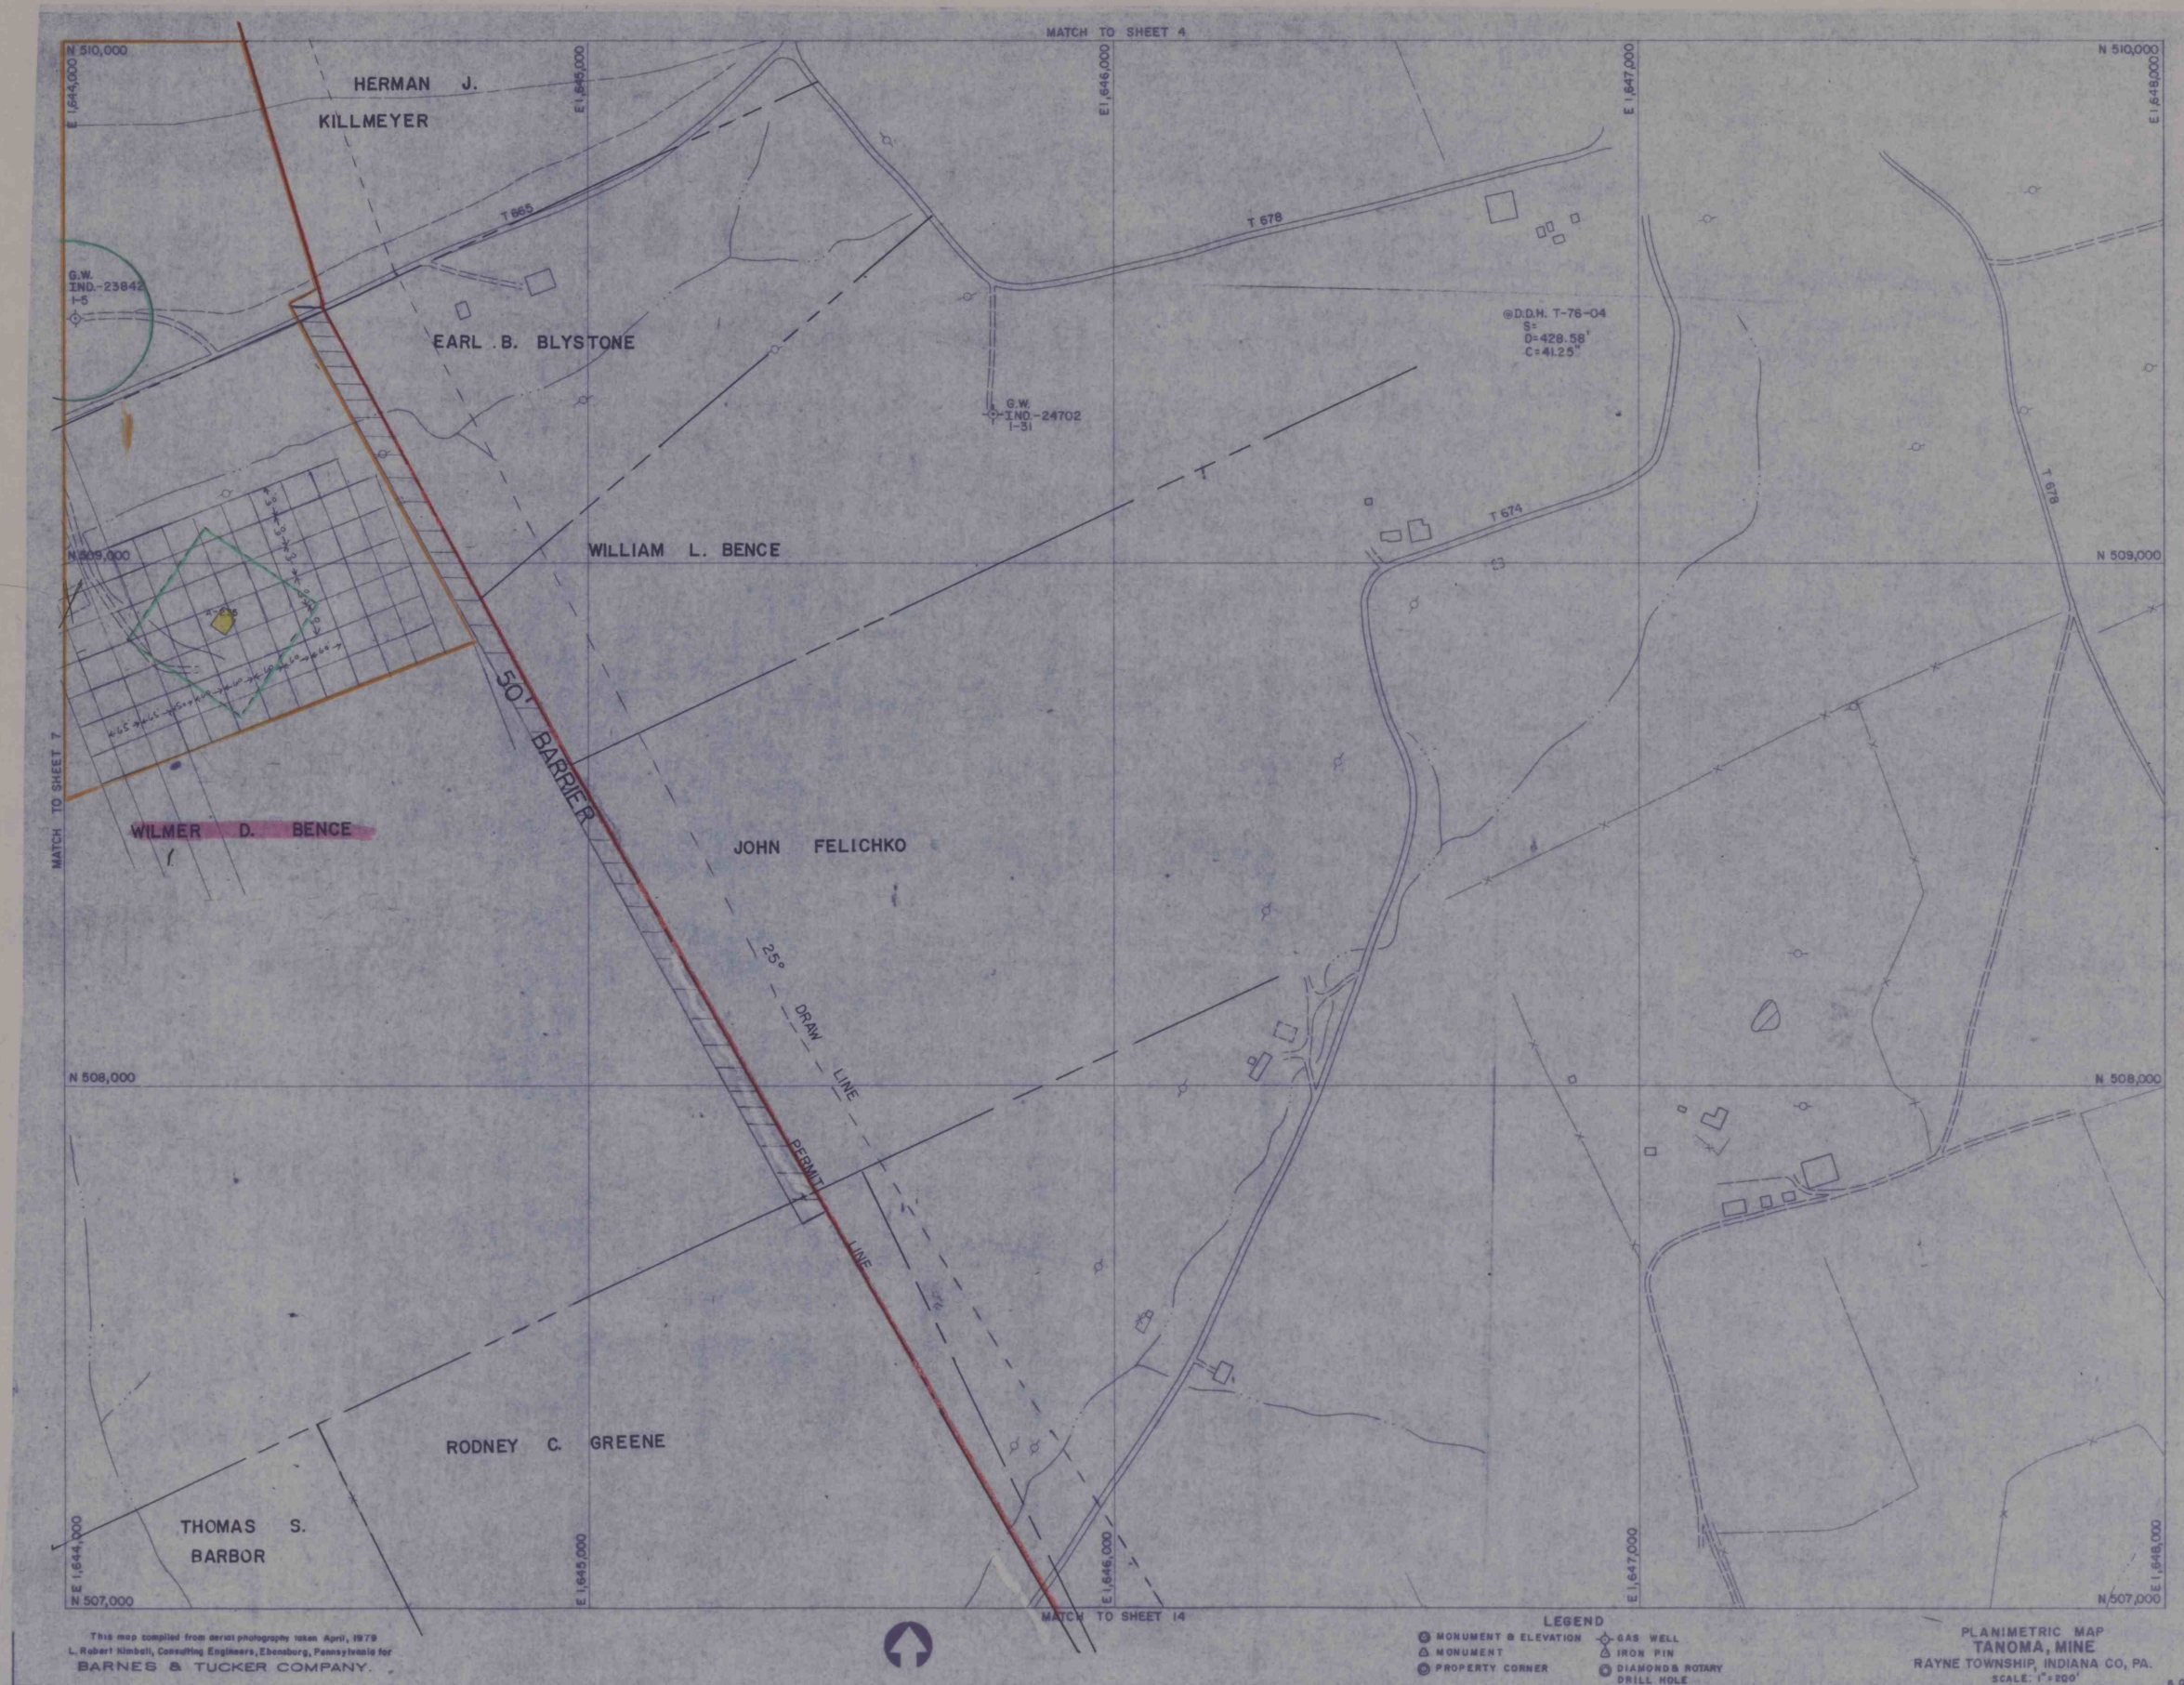 MATCH TO SHEET 4
N 510,000
E 1,644,000
E 1,645,000
E 1,646,000
E 1,647,000
N 510,000
E 1,648,000
HERMAN J.
KILLMEYER
T 665
T 678
G.W.
IND.-23842
1-5
EARL B. BLYSTONE
D.D.H. T-76-04
S=
D=428.58'
C=41.25"
G.W.
IND.-24702
1-31
T 678
T 674
N 509,000
WILLIAM L. BENCE
N 509,000
50' BARRIER
MATCH TO SHEET 7
WILMER D. BENCE
JOHN FELICHKO
25° DRAW LINE
N 508,000
N 508,000
PERMIT LINE
RODNEY C. GREENE
THOMAS S.
BARBOR
E 1,644,000
N 507,000
E 1,645,000
E 1,646,000
E 1,647,000
E 1,648,000
N 507,000
MATCH TO SHEET 14
This map compiled from aerial photography taken April, 1979
L. Robert Kimball, Consulting Engineers, Ebensburg, Pennsylvania for
BARNES & TUCKER COMPANY.
LEGEND
MONUMENT & ELEVATION
GAS WELL
MONUMENT
IRON PIN
PROPERTY CORNER
DIAMOND & ROTARY
DRILL HOLE
PLANIMETRIC MAP
TANOMA, MINE
RAYNE TOWNSHIP, INDIANA CO, PA.
SCALE: 1"=200'